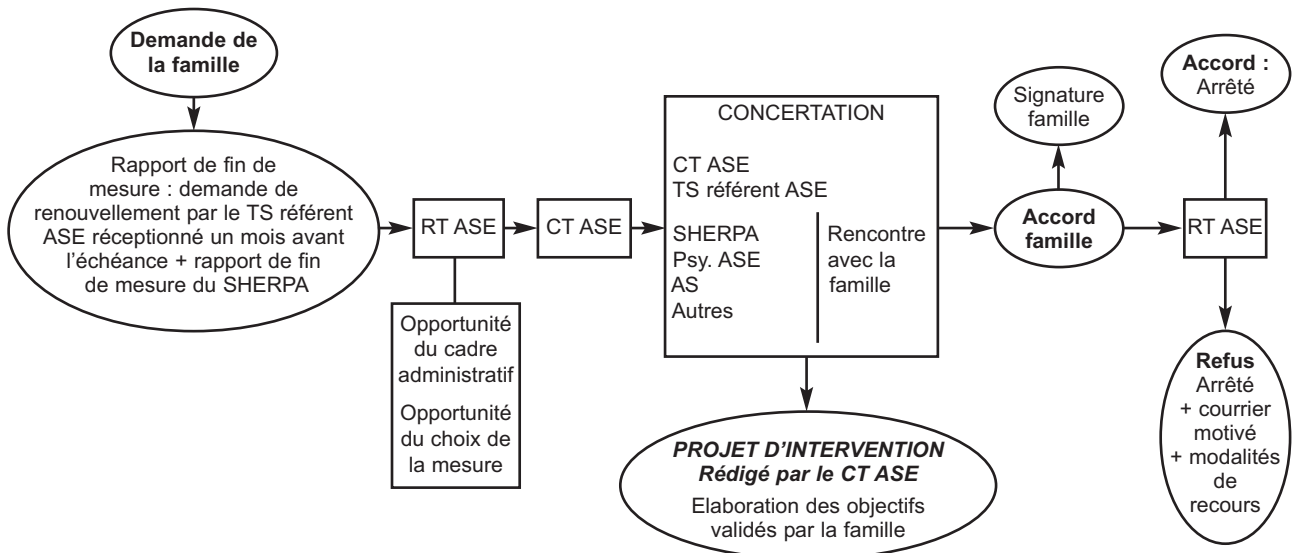 Demande de
la famille
Rapport de fin de
mesure : demande de
renouvellement par le TS référent
ASE réceptionné un mois avant
l'échéance + rapport de fin
de mesure du SHERPA
RT ASE
Opportunité
du cadre
administratif
Opportunité
du choix de
la mesure
CT ASE
CONCERTATION
CT ASE
TS référent ASE
SHERPA
Psy. ASE
AS
Autres
Rencontre
avec la
famille
PROJET D'INTERVENTION
Rédigé par le CT ASE
Elaboration des objectifs
validés par la famille
Signature
famille
Accord
famille
Accord :
Arrêté
RT ASE
Refus
Arrêté
+ courrier
motivé
+ modalités
de
recours